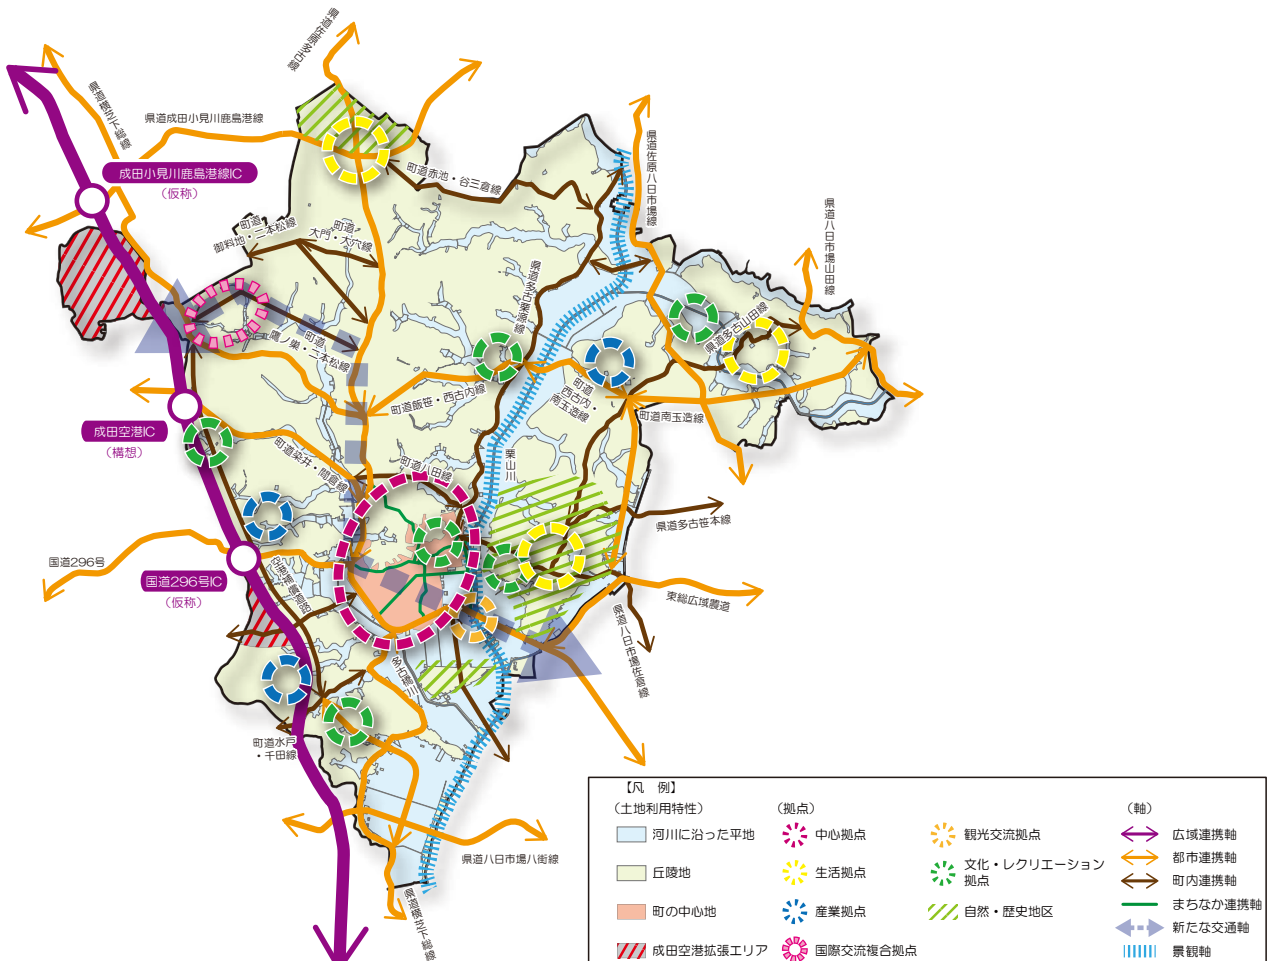 県道佐原多古線
県道横芝下総線
県道成田小見川鹿島港線
成田小見川鹿島港線IC
（仮称）
町道赤池・谷三倉線
県道佐原八日市場線
県道八日市場山田線
町道
御料地・二本松線
町道
大門・大穴線
県道多古栗源線
県道多古山田線
町道
鷹ノ巣・二本松線
町道飯笹・西古内線
町道
西古内・
南玉造線
町道南玉造線
成田空港IC
（構想）
町道染井・間倉線
町道八田線
栗山川
県道多古笹本線
国道296号
国道296号IC
（仮称）
東総広域農道
県道八日市場佐倉線
多古橋川
町道水戸
・千田線
県道八日市場八街線
県道横芝下総線
【凡　例】
（土地利用特性）
河川に沿った平地
丘陵地
町の中心地
成田空港拡張エリア
（拠点）
中心拠点
生活拠点
産業拠点
国際交流複合拠点
観光交流拠点
文化・レクリエーション
拠点
自然・歴史地区
（軸）
広域連携軸
都市連携軸
町内連携軸
まちなか連携軸
新たな交通軸
景観軸